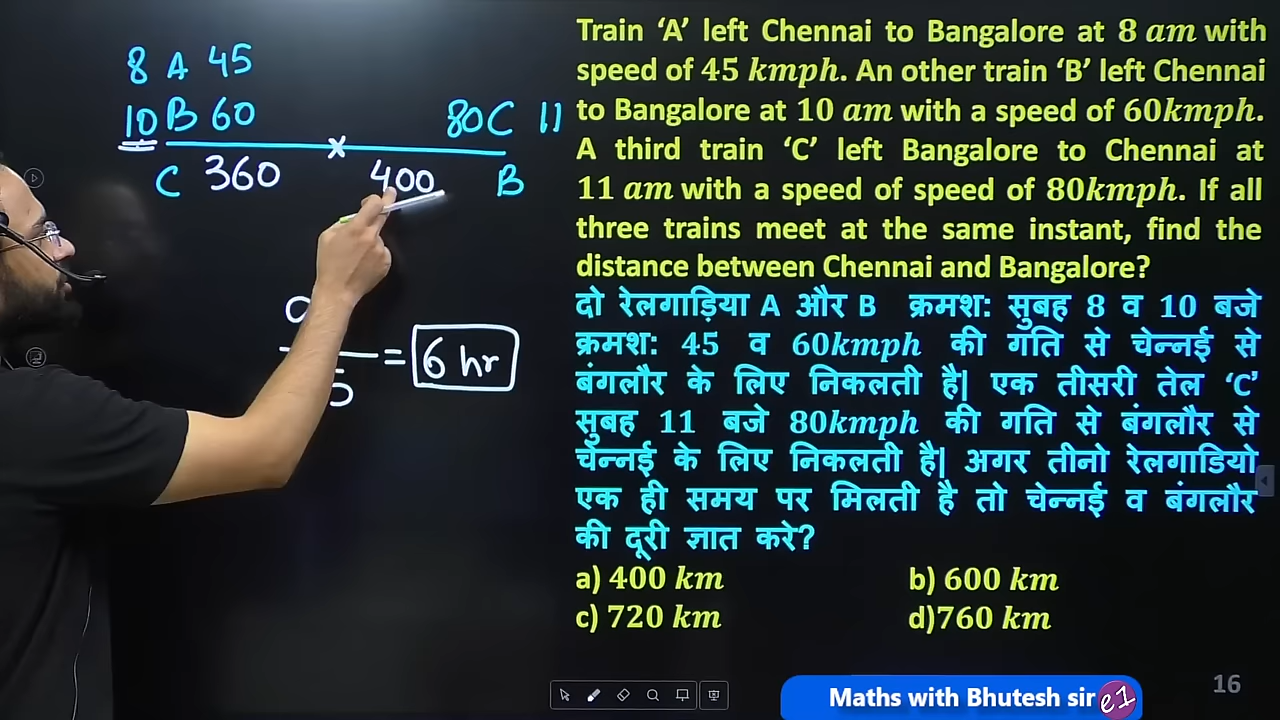 8 A 45
10 B 60
80 C 11
C 360 × 400 B
= 6 hr
Train ‘A’ left Chennai to Bangalore at 8 am with
speed of 45 kmph. An other train ‘B’ left Chennai
to Bangalore at 10 am with a speed of 60kmph.
A third train ‘C’ left Bangalore to Chennai at
11 am with a speed of speed of 80kmph. If all
three trains meet at the same instant, find the
distance between Chennai and Bangalore?
दो रेलगाड़िया A और B क्रमश: सुबह 8 व 10 बजे
क्रमश: 45 व 60kmph की गति से चेन्नई से
बंगलौर के लिए निकलती है| एक तीसरी तेल ‘C’
सुबह 11 बजे 80kmph की गति से बंगलौर से
चेन्नई के लिए निकलती है| अगर तीनो रेलगाडियो
एक ही समय पर मिलती है तो चेन्नई व बंगलौर
की दूरी ज्ञात करे?
a) 400 km b) 600 km
c) 720 km d)760 km
Maths with Bhutesh sir e1
16